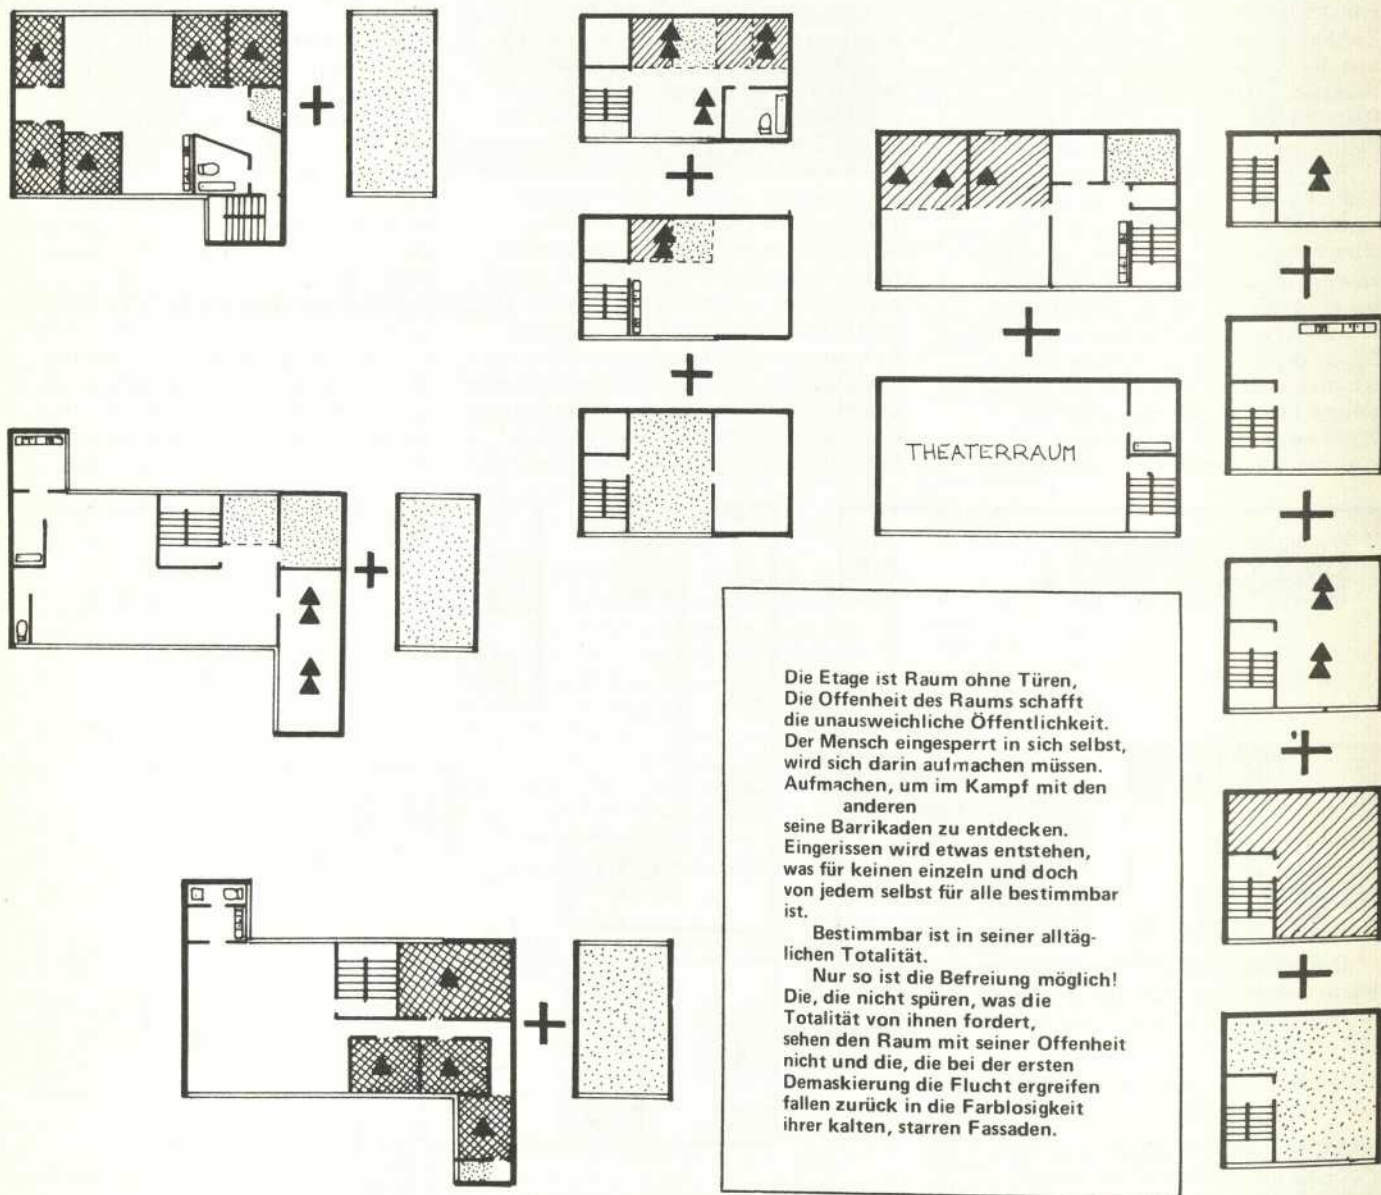 THEATERRAUM
Die Etage ist Raum ohne Türen,
Die Offenheit des Raums schafft
die unausweichliche Öffentlichkeit.
Der Mensch eingesperrt in sich selbst,
wird sich darin aufmachen müssen.
Aufmachen, um im Kampf mit den
anderen
seine Barrikaden zu entdecken.
Eingerissen wird etwas entstehen,
was für keinen einzeln und doch
von jedem selbst für alle bestimmbar
ist.
Bestimmbar ist in seiner alltäg-
lichen Totalität.
Nur so ist die Befreiung möglich!
Die, die nicht spüren, was die
Totalität von ihnen fordert,
sehen den Raum mit seiner Offenheit
nicht und die, die bei der ersten
Demaskierung die Flucht ergreifen
fallen zurück in die Farblosigkeit
ihrer kalten, starren Fassaden.